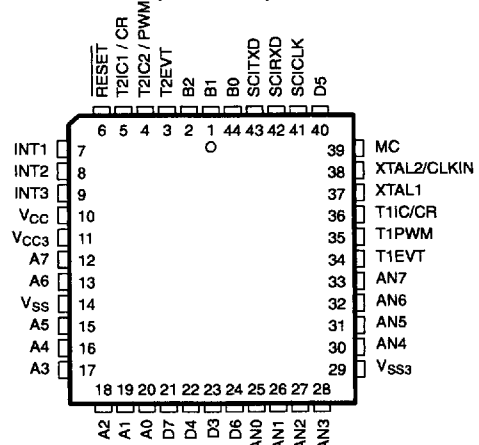 RESET T2IC1 / CR T2IC2 / PWM T2EVT B2 B1 B0 SCITXD SCIRXD SCICLK D5
6 5 4 3 2 1 44 43 42 41 40
INT1 7
INT2 8
INT3 9
VCC 10
VCC3 11
A7 12
A6 13
VSS 14
A5 15
A4 16
A3 17
39 MC
38 XTAL2/CLKIN
37 XTAL1
36 T1IC/CR
35 T1PWM
34 T1EVT
33 AN7
32 AN6
31 AN5
30 AN4
29 VSS3
18 19 20 21 22 23 24 25 26 27 28
A2 A1 A0 D7 D4 D3 D6 AN0 AN1 AN2 AN3